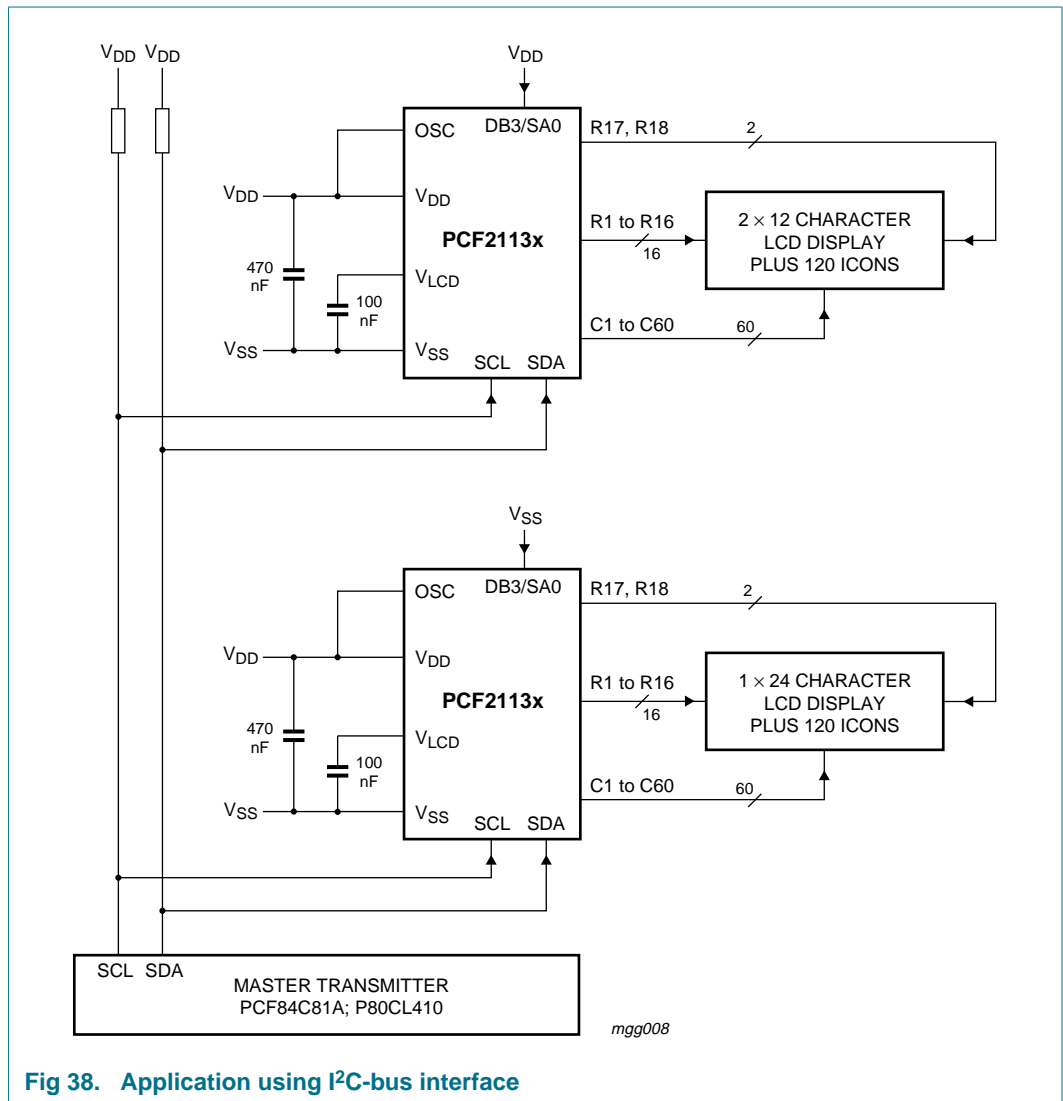 VDD VDD
VDD
DB3/SA0
OSC
R17, R18
2
VDD
VDD
R1 to R16
16
PCF2113x
2 × 12 CHARACTER
LCD DISPLAY
PLUS 120 ICONS
470
nF
VLCD
100
nF
C1 to C60
60
VSS
VSS
SCL SDA
VSS
DB3/SA0
OSC
R17, R18
2
VDD
VDD
R1 to R16
16
PCF2113x
1 × 24 CHARACTER
LCD DISPLAY
PLUS 120 ICONS
470
nF
VLCD
100
nF
C1 to C60
60
VSS
VSS
SCL SDA
SCL SDA
MASTER TRANSMITTER
PCF84C81A; P80CL410
mgg008
Fig 38. Application using I²C-bus interface